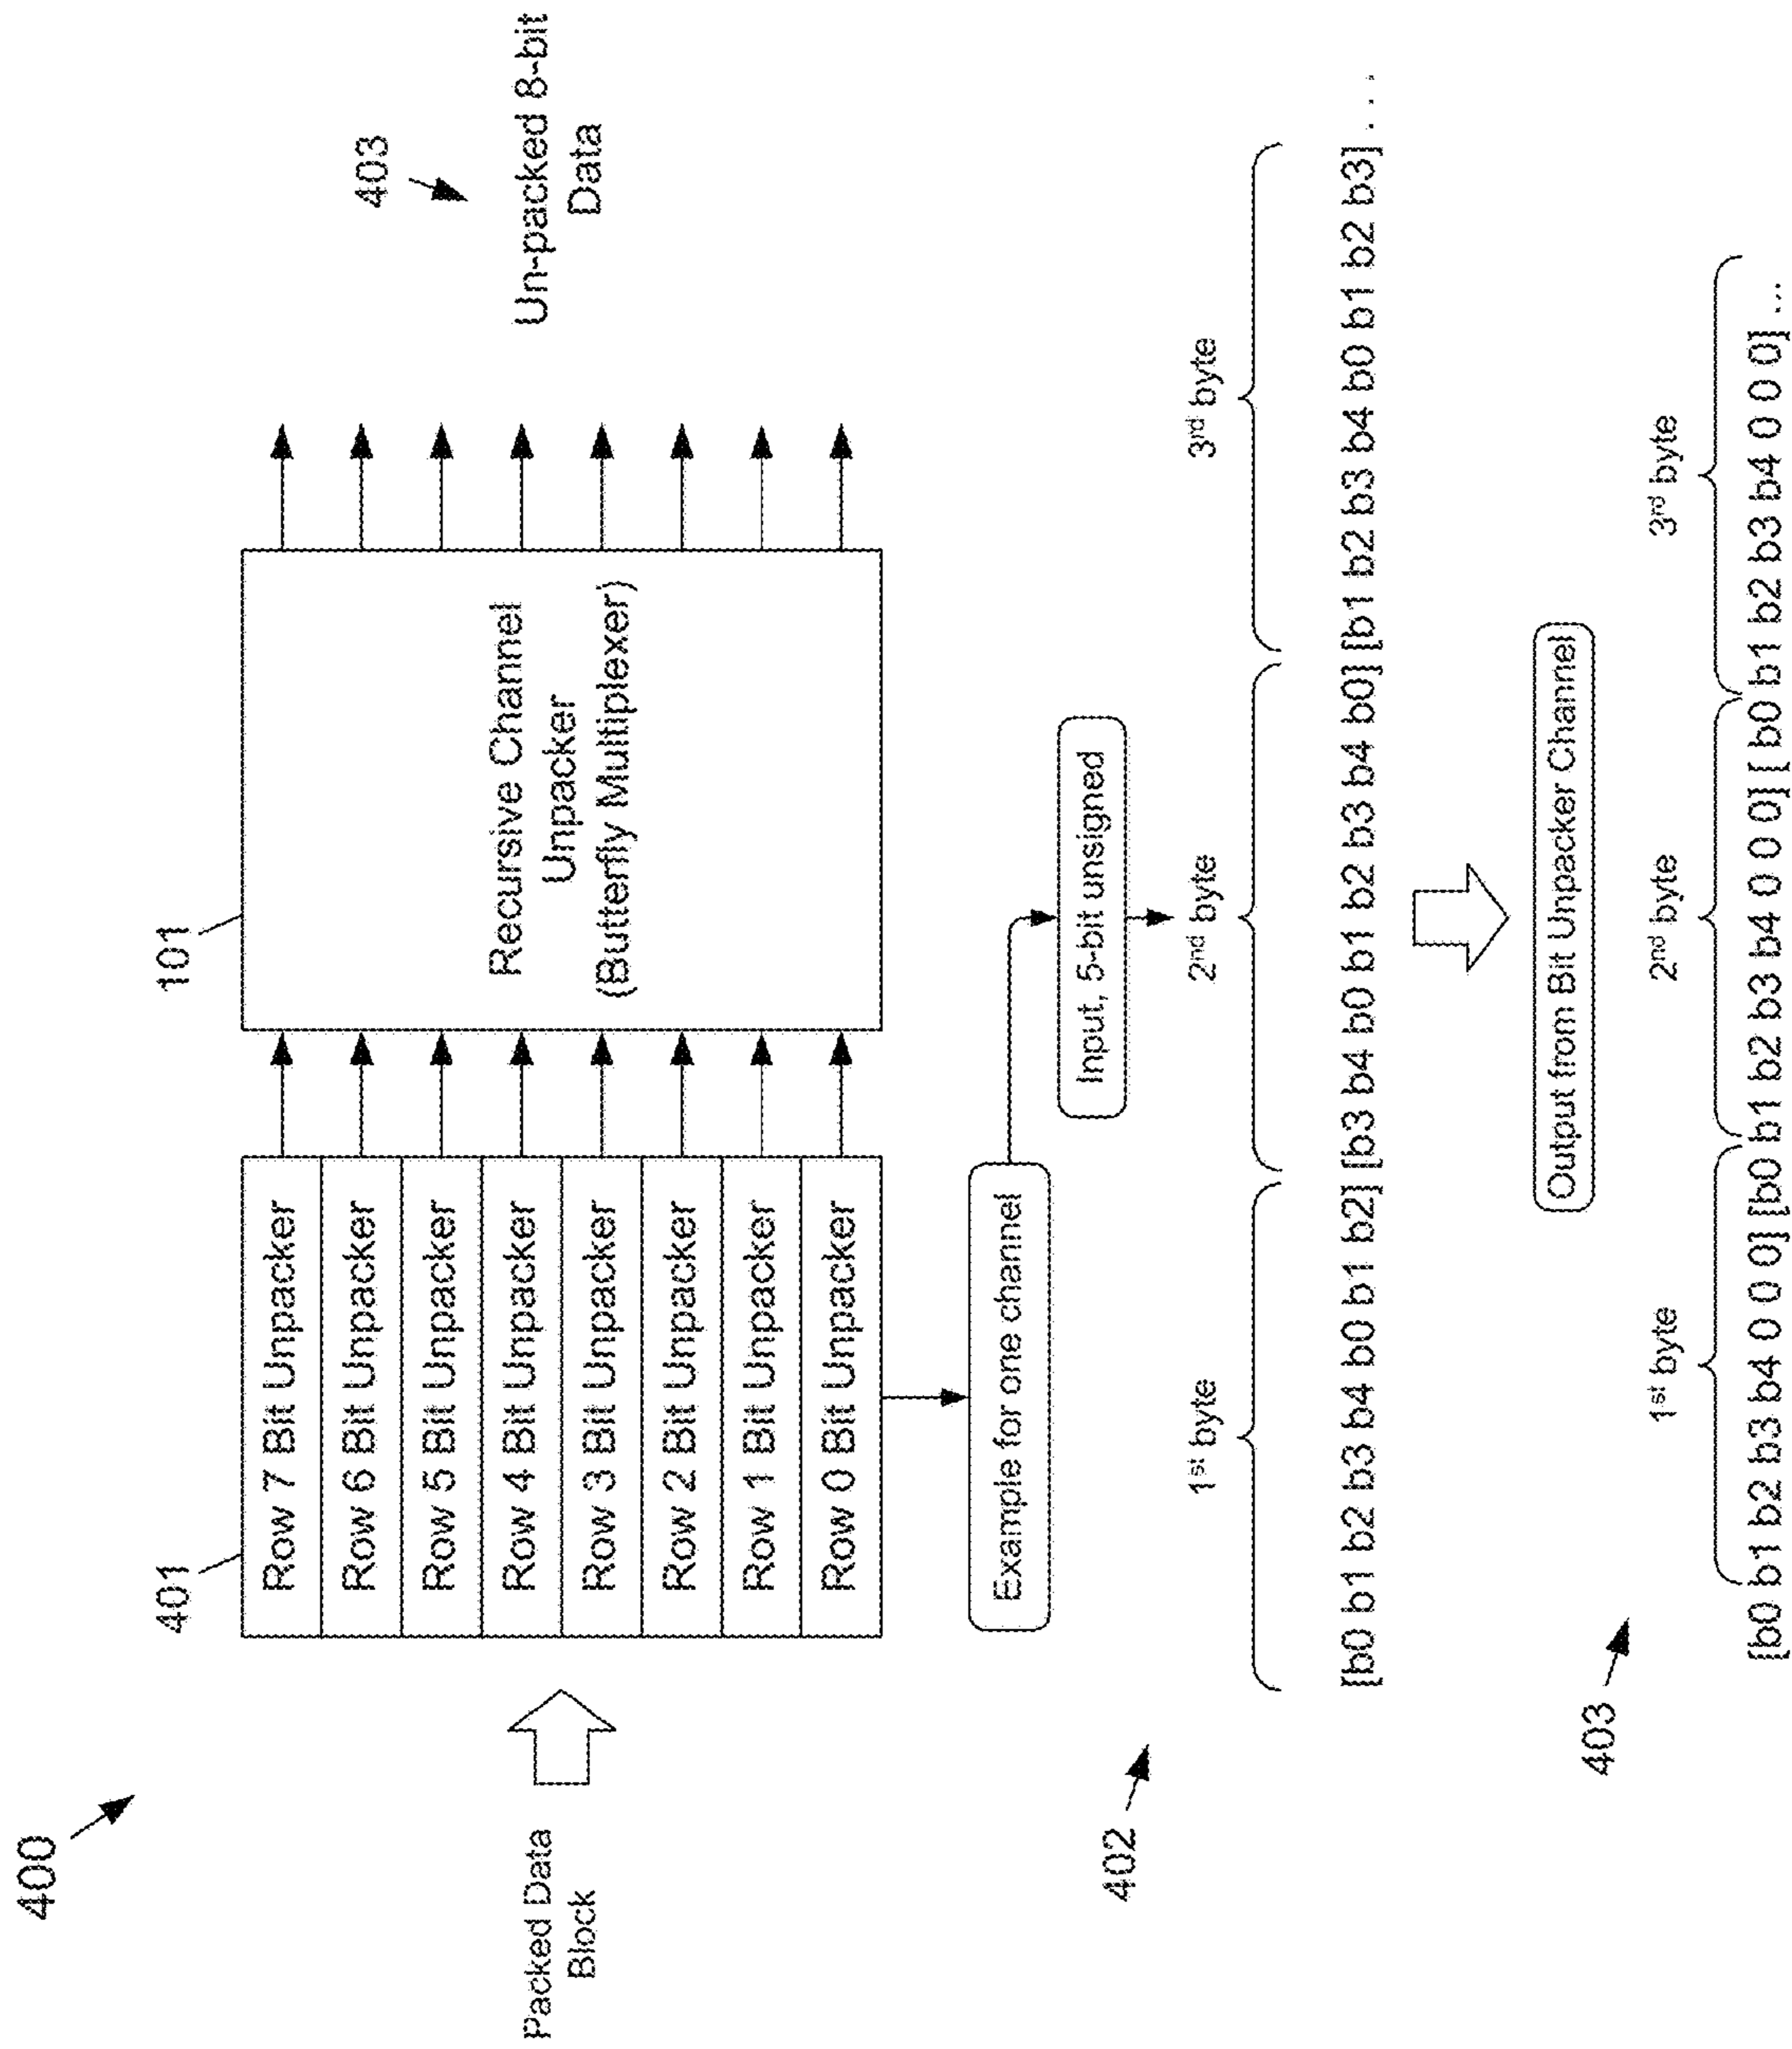 400
401
101
403
Packed Data
Block
Row 7 Bit Unpacker
Row 6 Bit Unpacker
Row 5 Bit Unpacker
Row 4 Bit Unpacker
Row 3 Bit Unpacker
Row 2 Bit Unpacker
Row 1 Bit Unpacker
Row 0 Bit Unpacker
Recursive Channel
Unpacker
(Butterfly Multiplexer)
Un-packed 8-bit
Data
Example for one channel
Input, 5-bit unsigned
402
1st byte
2nd byte
3rd byte
[b0 b1 b2 b3 b4 b0 b1 b2] [b3 b4 b0 b1 b2 b3 b4 b0] [b1 b2 b3 b4 b0 b1 b2 b3] . . .
Output from Bit Unpacker Channel
403
1st byte
2nd byte
3rd byte
[b0 b1 b2 b3 b4 0 0 0] [b0 b1 b2 b3 b4 0 0 0] [ b0 b1 b2 b3 b4 0 0 0] ...